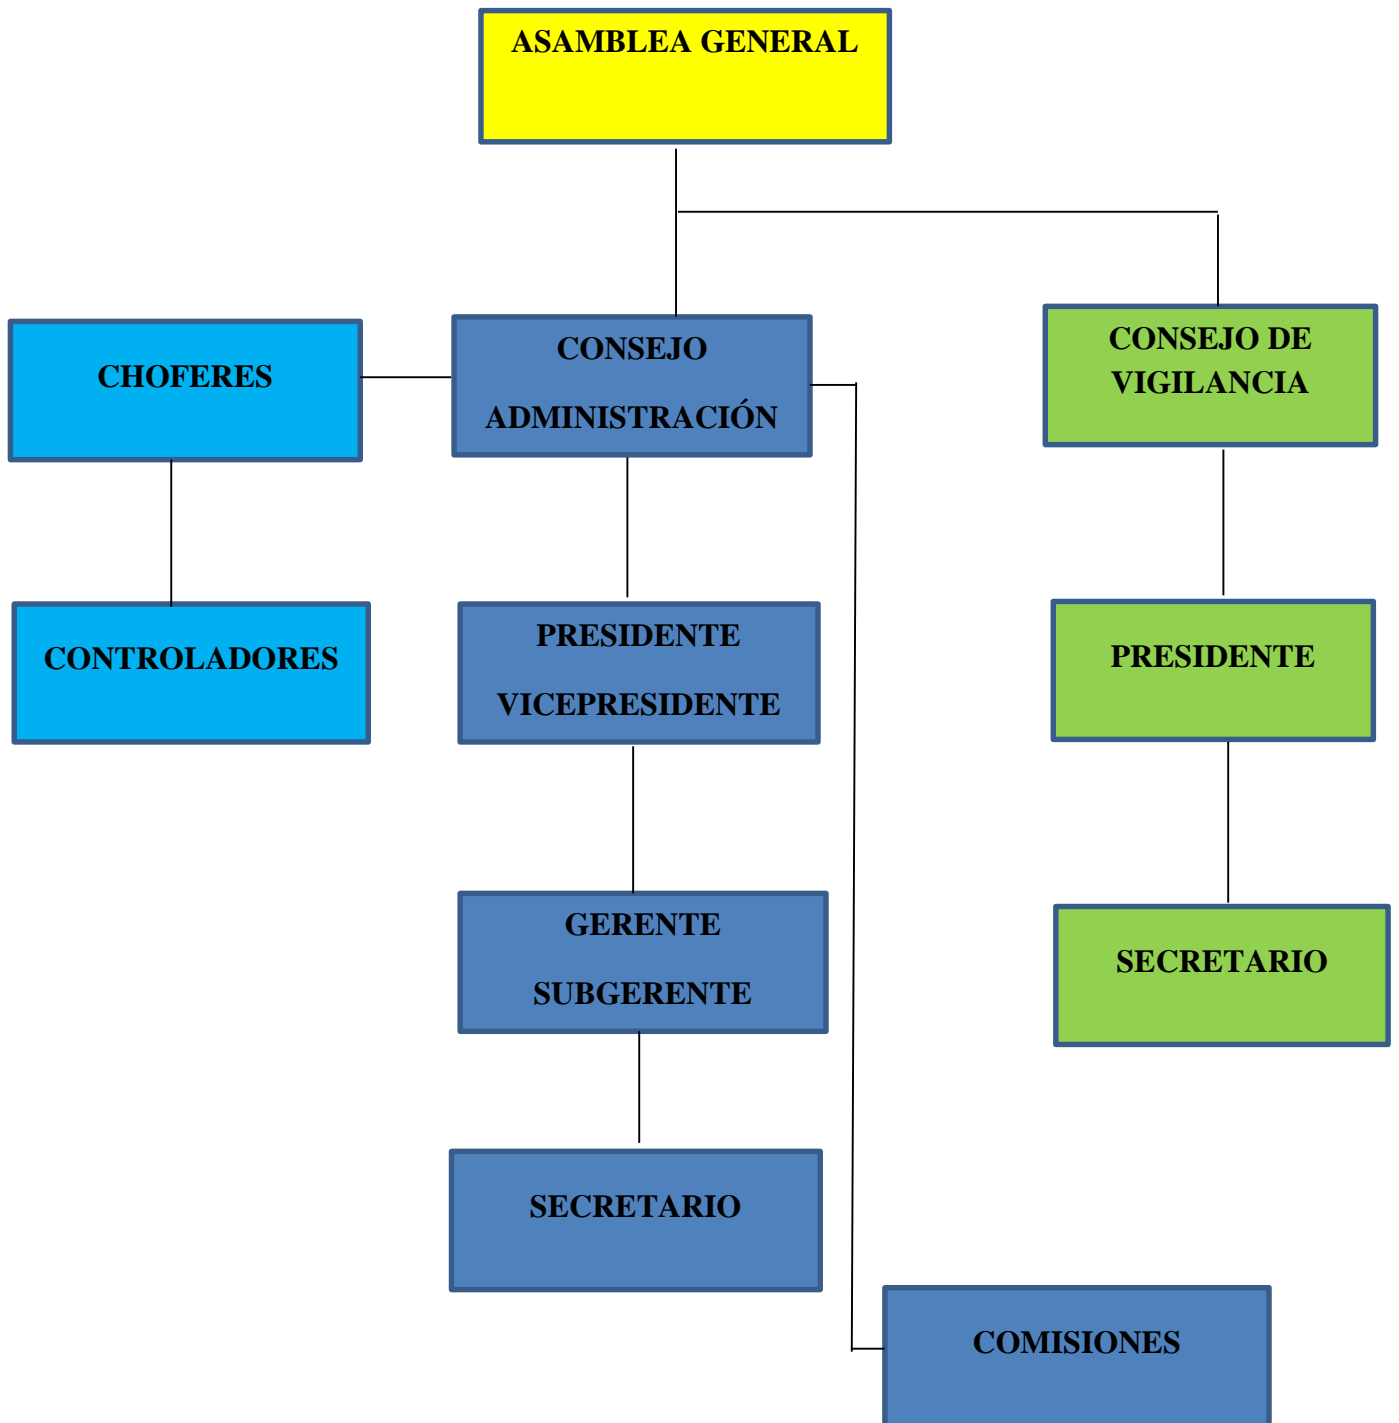 ASAMBLEA GENERAL
CHOFERES
CONSEJO
ADMINISTRACIÓN
CONSEJO DE
VIGILANCIA
CONTROLADORES
PRESIDENTE
VICEPRESIDENTE
PRESIDENTE
GERENTE
SUBGERENTE
SECRETARIO
SECRETARIO
COMISIONES